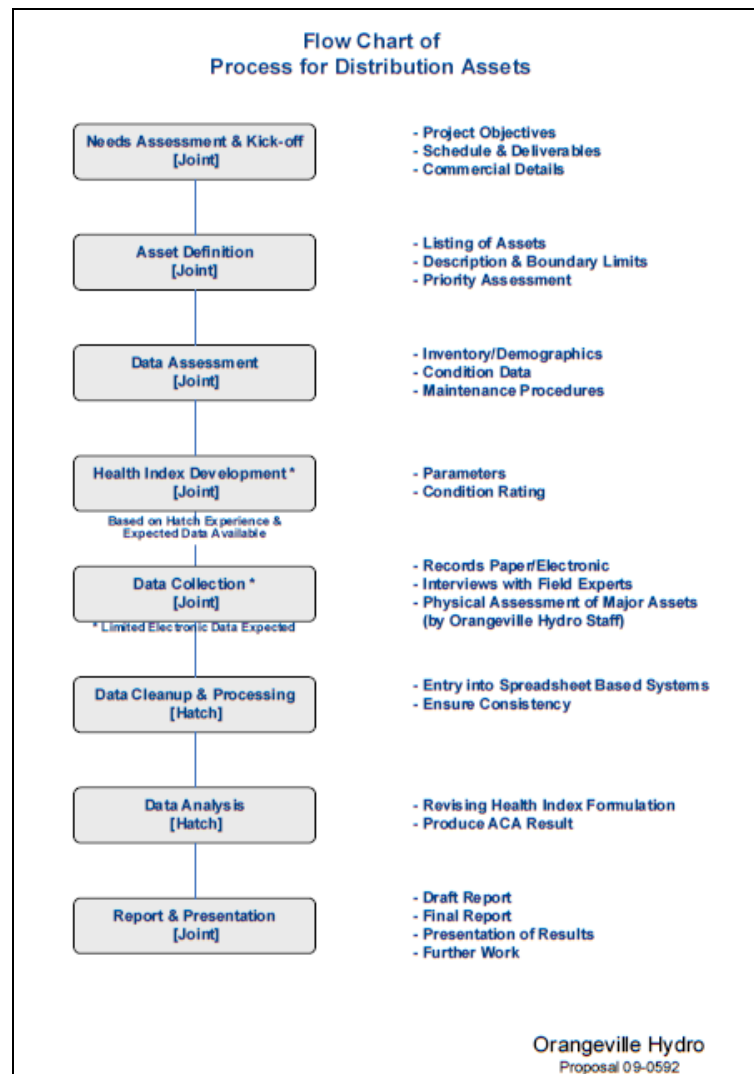 Flow Chart of
Process for Distribution Assets
Needs Assessment & Kick-off
[Joint]
- Project Objectives
- Schedule & Deliverables
- Commercial Details
Asset Definition
[Joint]
- Listing of Assets
- Description & Boundary Limits
- Priority Assessment
Data Assessment
[Joint]
- Inventory/Demographics
- Condition Data
- Maintenance Procedures
Health Index Development *
[Joint]
- Parameters
- Condition Rating
Based on Hatch Experience &
Expected Data Available
Data Collection *
[Joint]
- Records Paper/Electronic
- Interviews with Field Experts
- Physical Assessment of Major Assets
(by Orangeville Hydro Staff)
* Limited Electronic Data Expected
Data Cleanup & Processing
[Hatch]
- Entry into Spreadsheet Based Systems
- Ensure Consistency
Data Analysis
[Hatch]
- Revising Health Index Formulation
- Produce ACA Result
Report & Presentation
[Joint]
- Draft Report
- Final Report
- Presentation of Results
- Further Work
Orangeville Hydro
Proposal 09-0592